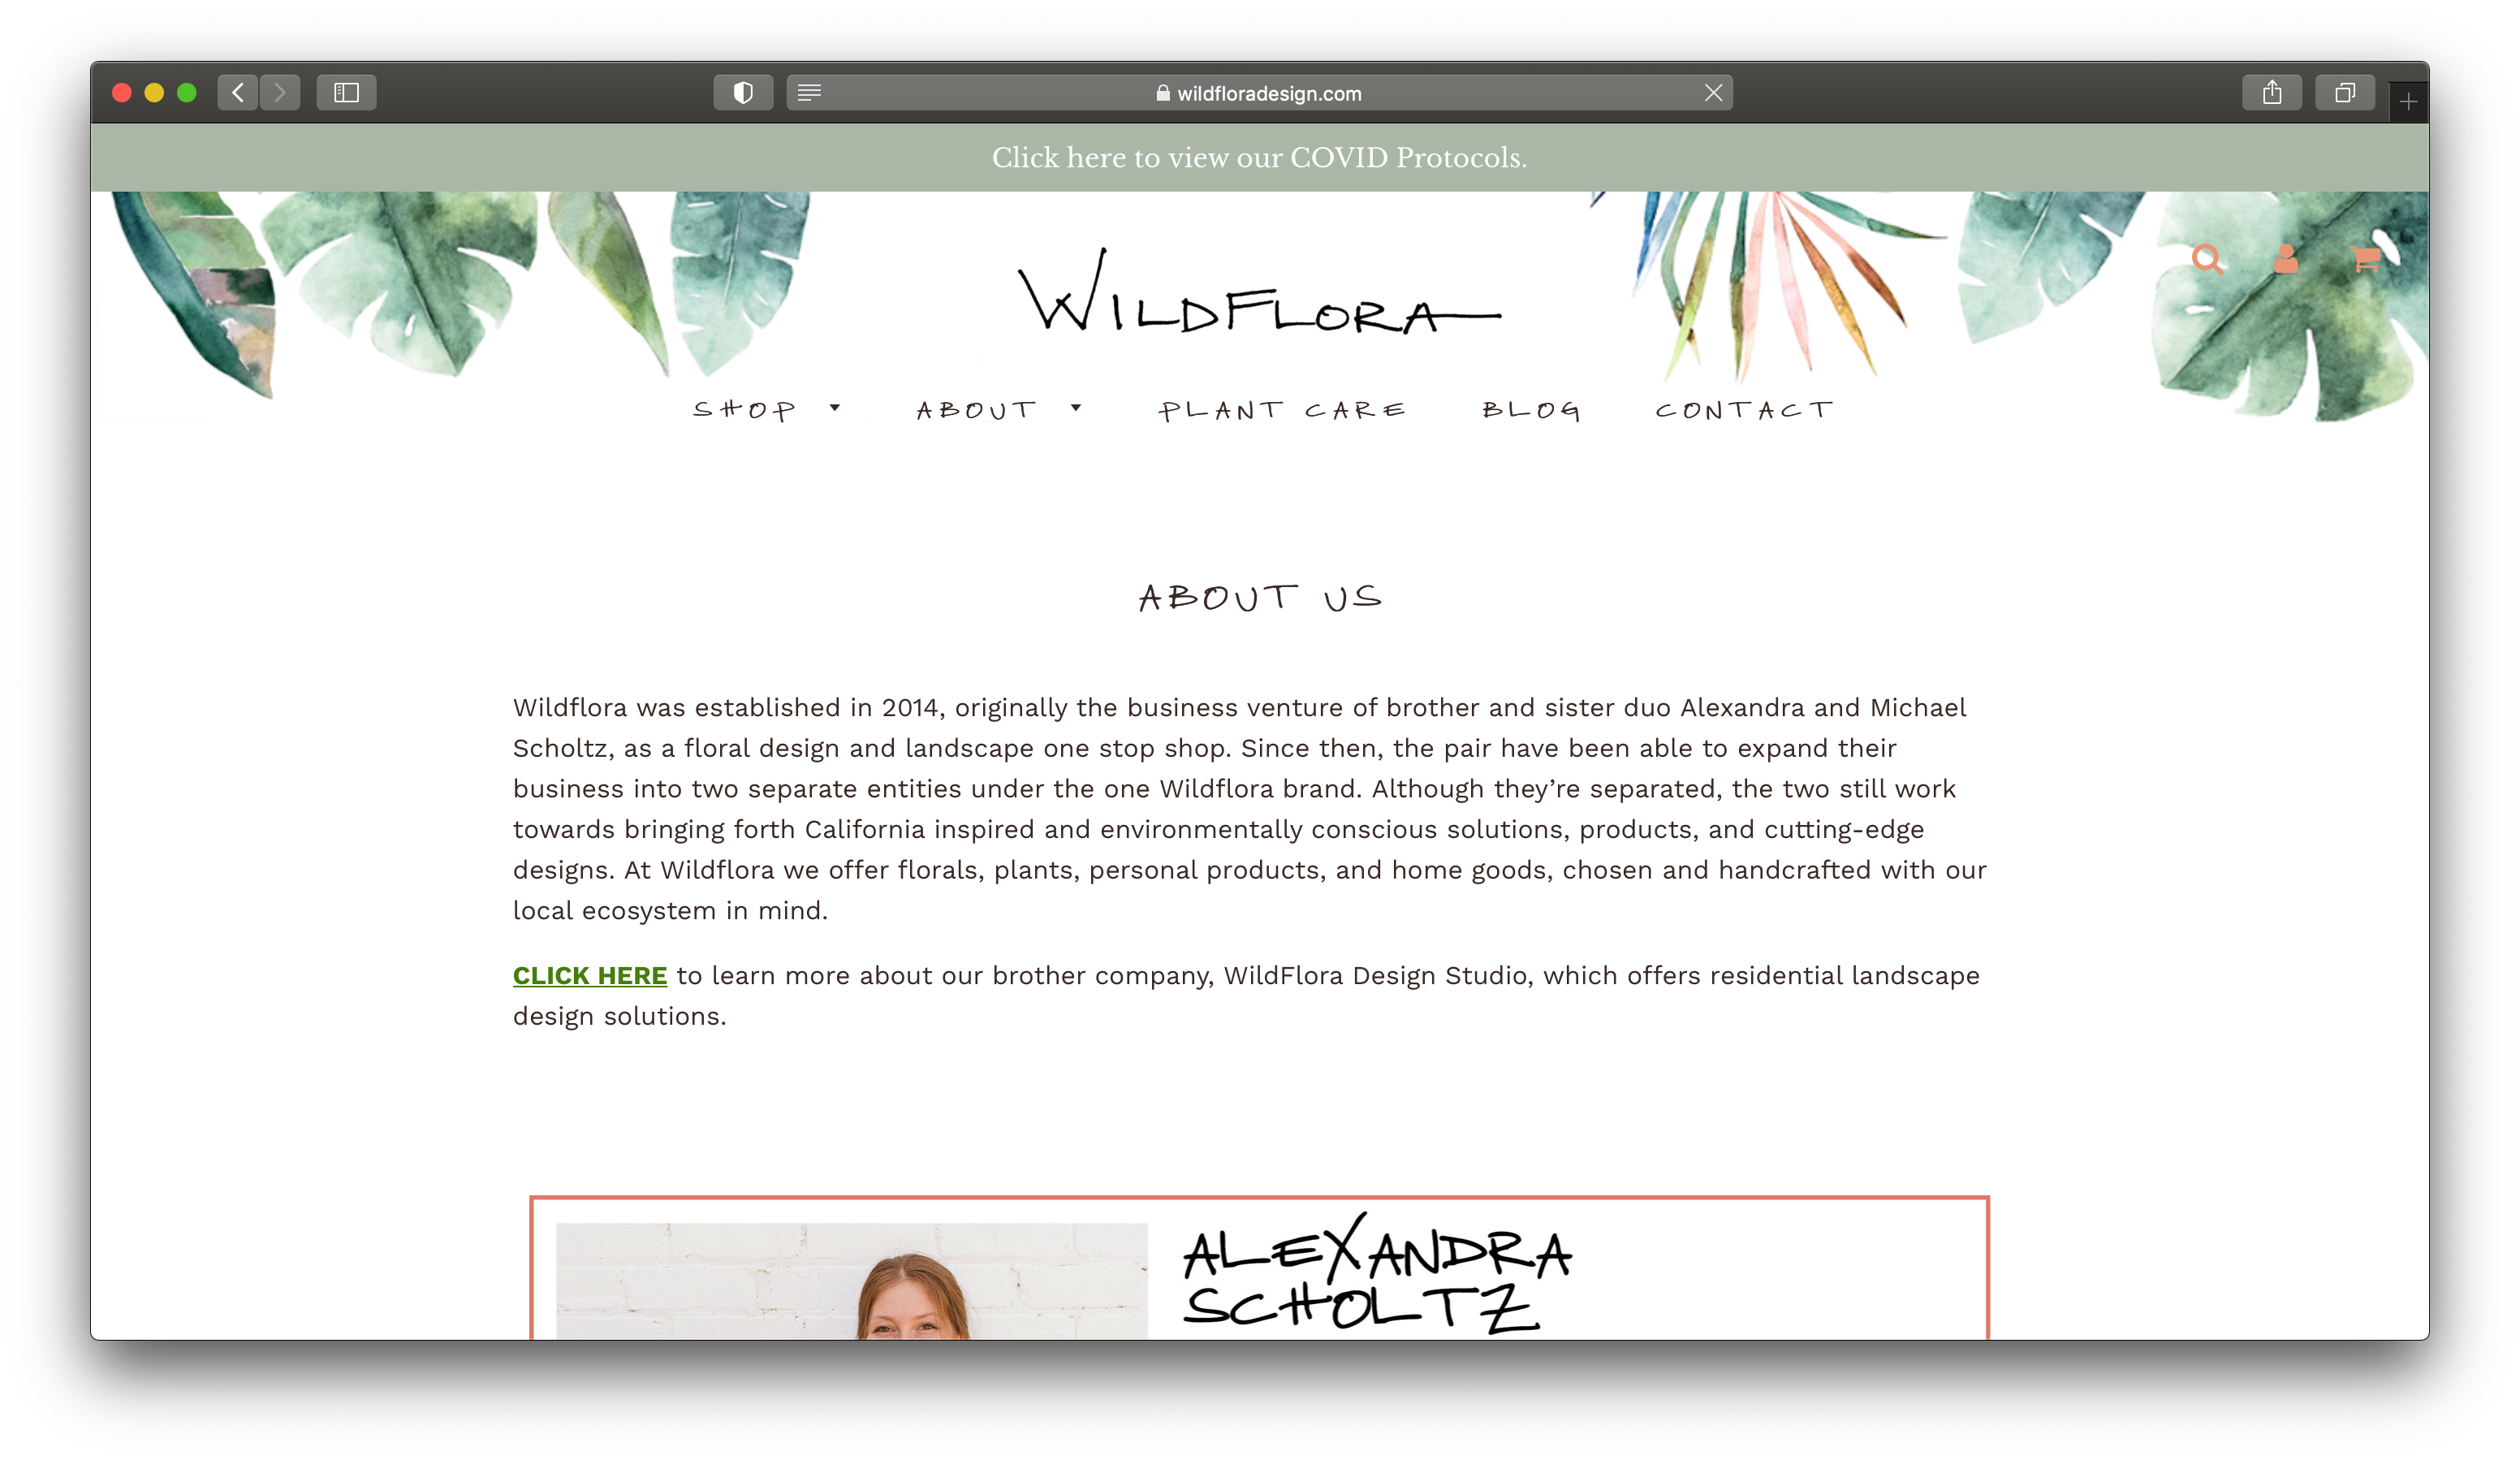 wildfloradesign.com
Click here to view our COVID Protocols.
WILDFLORA
SHOP ABOUT PLANT CARE BLOG CONTACT
ABOUT US
Wildflora was established in 2014, originally the business venture of brother and sister duo Alexandra and Michael
Scholtz, as a floral design and landscape one stop shop. Since then, the pair have been able to expand their
business into two separate entities under the one Wildflora brand. Although they’re separated, the two still work
towards bringing forth California inspired and environmentally conscious solutions, products, and cutting-edge
designs. At Wildflora we offer florals, plants, personal products, and home goods, chosen and handcrafted with our
local ecosystem in mind.
CLICK HERE to learn more about our brother company, WildFlora Design Studio, which offers residential landscape
design solutions.
ALEXANDRA
SCHOLTZ